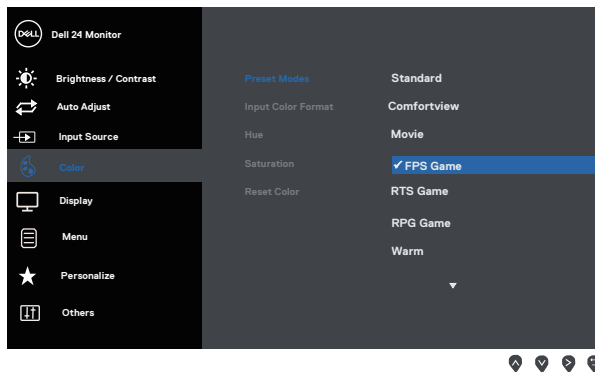 DELL
Dell 24 Monitor
Brightness / Contrast
Auto Adjust
Input Source
Color
Display
Menu
Personalize
Others
Preset Modes
Input Color Format
Hue
Saturation
Reset Color
Standard
Comfortview
Movie
✔ FPS Game
RTS Game
RPG Game
Warm